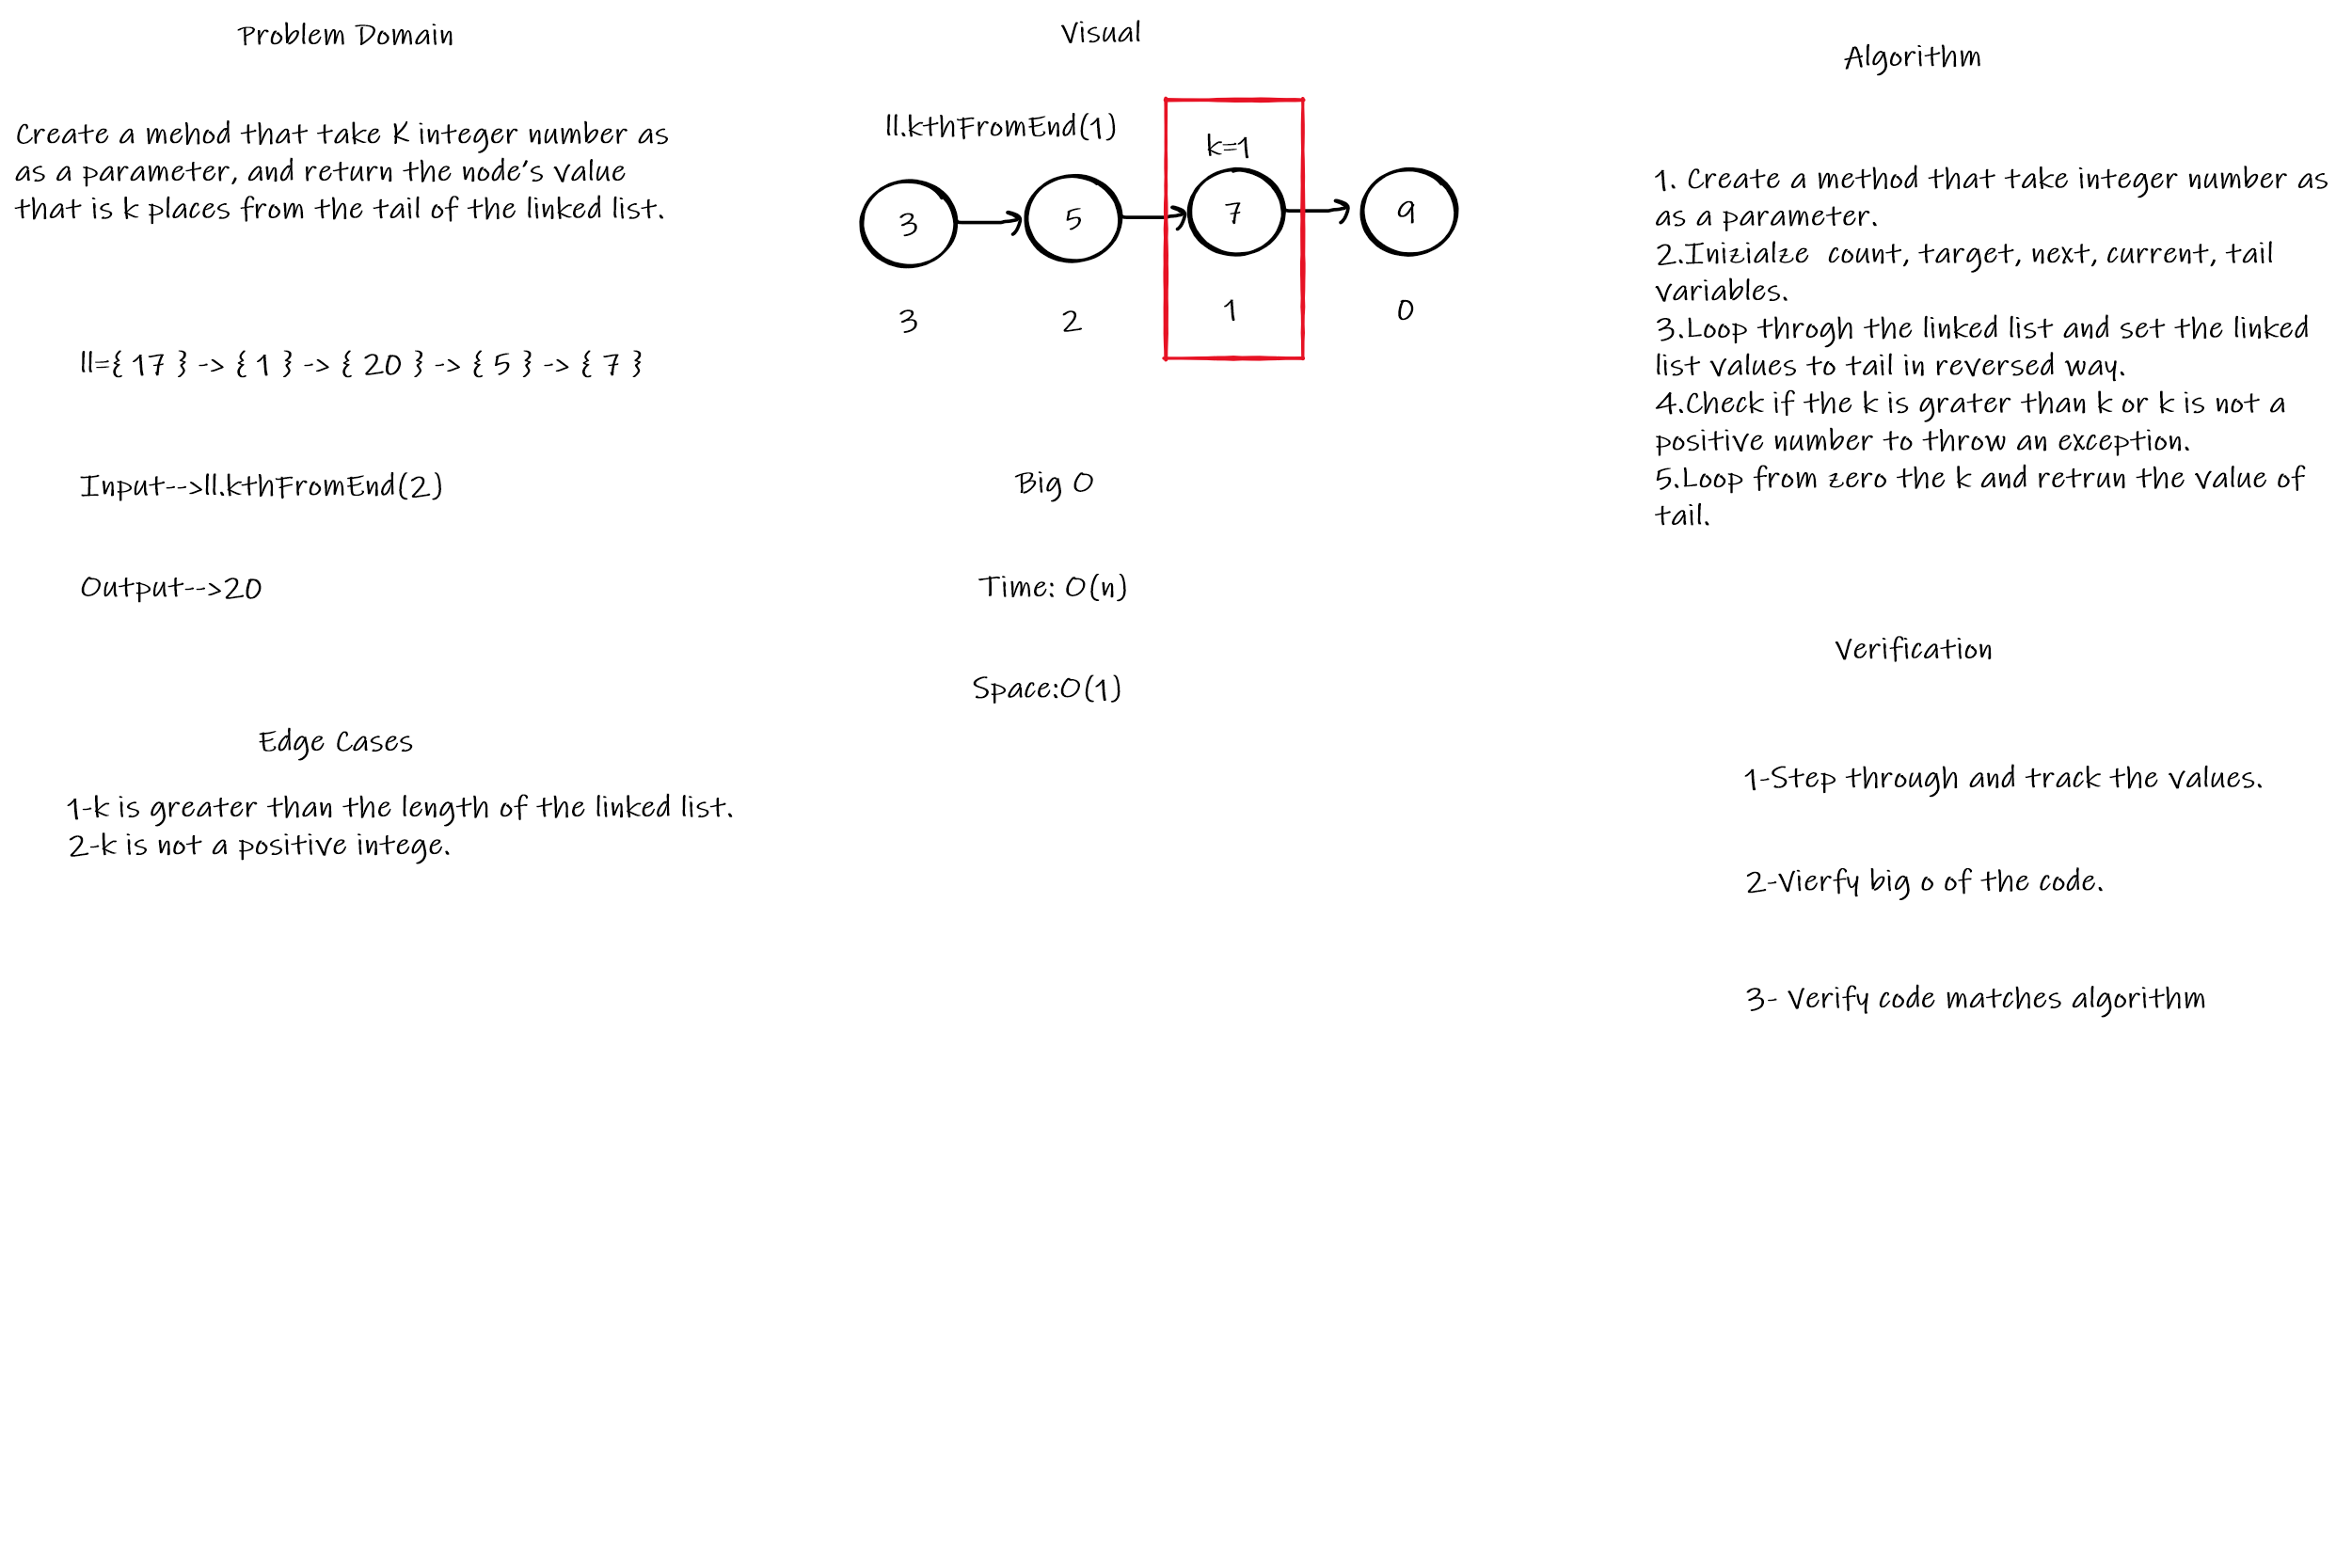 Problem Domain
Create a mehod that take K integer number as
as a parameter, and return the node's value
that is k places from the tail of the linked list.
ll={ 17 } -> { 1 } -> { 20 } -> { 5 } -> { 7 }
Input-->ll.kthFromEnd(2)
Output-->20
Edge Cases
1-k is greater than the length of the linked list.
2-k is not a positive intege.
Visual
ll.kthFromEnd(1)
k=1
3 5 7 9
3 2 1 0
Big O
Time: O(n)
Space:O(1)
Algorithm
1. Create a method that take integer number as
as a parameter.
2.Inizialze  count, target, next, current, tail
variables.
3.Loop throgh the linked list and set the linked
list values to tail in reversed way.
4.Check if the k is grater than k or k is not a
positive number to throw an exception.
5.Loop from zero the k and retrun the value of
tail.
Verification
1-Step through and track the values.
2-Vierfy big o of the code.
3- Verify code matches algorithm